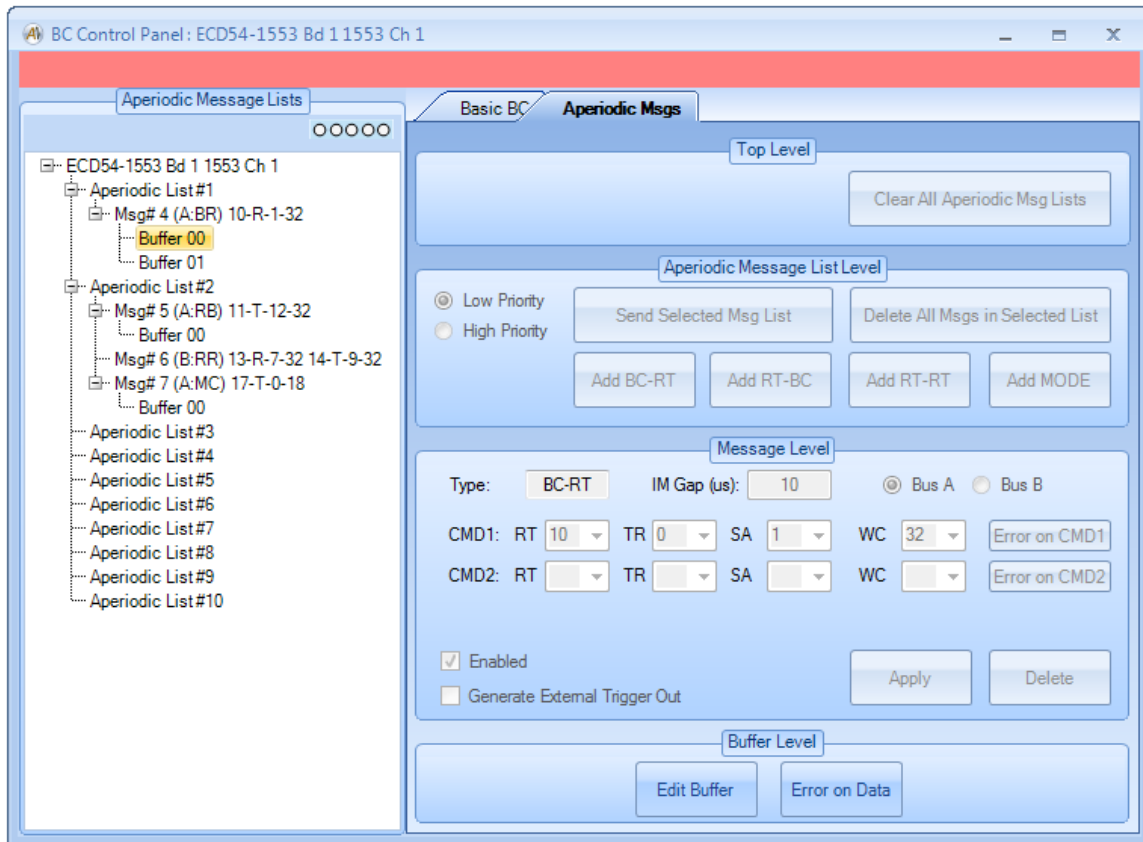 BC Control Panel : ECD54-1553 Bd 1 1553 Ch 1
Aperiodic Message Lists
ECD54-1553 Bd 1 1553 Ch 1
Aperiodic List #1
Msg# 4 (A:BR) 10-R-1-32
Buffer 00
Buffer 01
Aperiodic List #2
Msg# 5 (A:RB) 11-T-12-32
Buffer 00
Msg# 6 (B:RR) 13-R-7-32 14-T-9-32
Msg# 7 (A:MC) 17-T-0-18
Buffer 00
Aperiodic List #3
Aperiodic List #4
Aperiodic List #5
Aperiodic List #6
Aperiodic List #7
Aperiodic List #8
Aperiodic List #9
Aperiodic List #10
Basic BC Aperiodic Msgs
Top Level
Clear All Aperiodic Msg Lists
Aperiodic Message List Level
Low Priority Send Selected Msg List Delete All Msgs in Selected List
High Priority
Add BC-RT Add RT-BC Add RT-RT Add MODE
Message Level
Type: BC-RT IM Gap (us): 10 Bus A Bus B
CMD1: RT 10 TR 0 SA 1 WC 32 Error on CMD1
CMD2: RT TR SA WC Error on CMD2
Enabled
Generate External Trigger Out
Apply Delete
Buffer Level
Edit Buffer Error on Data